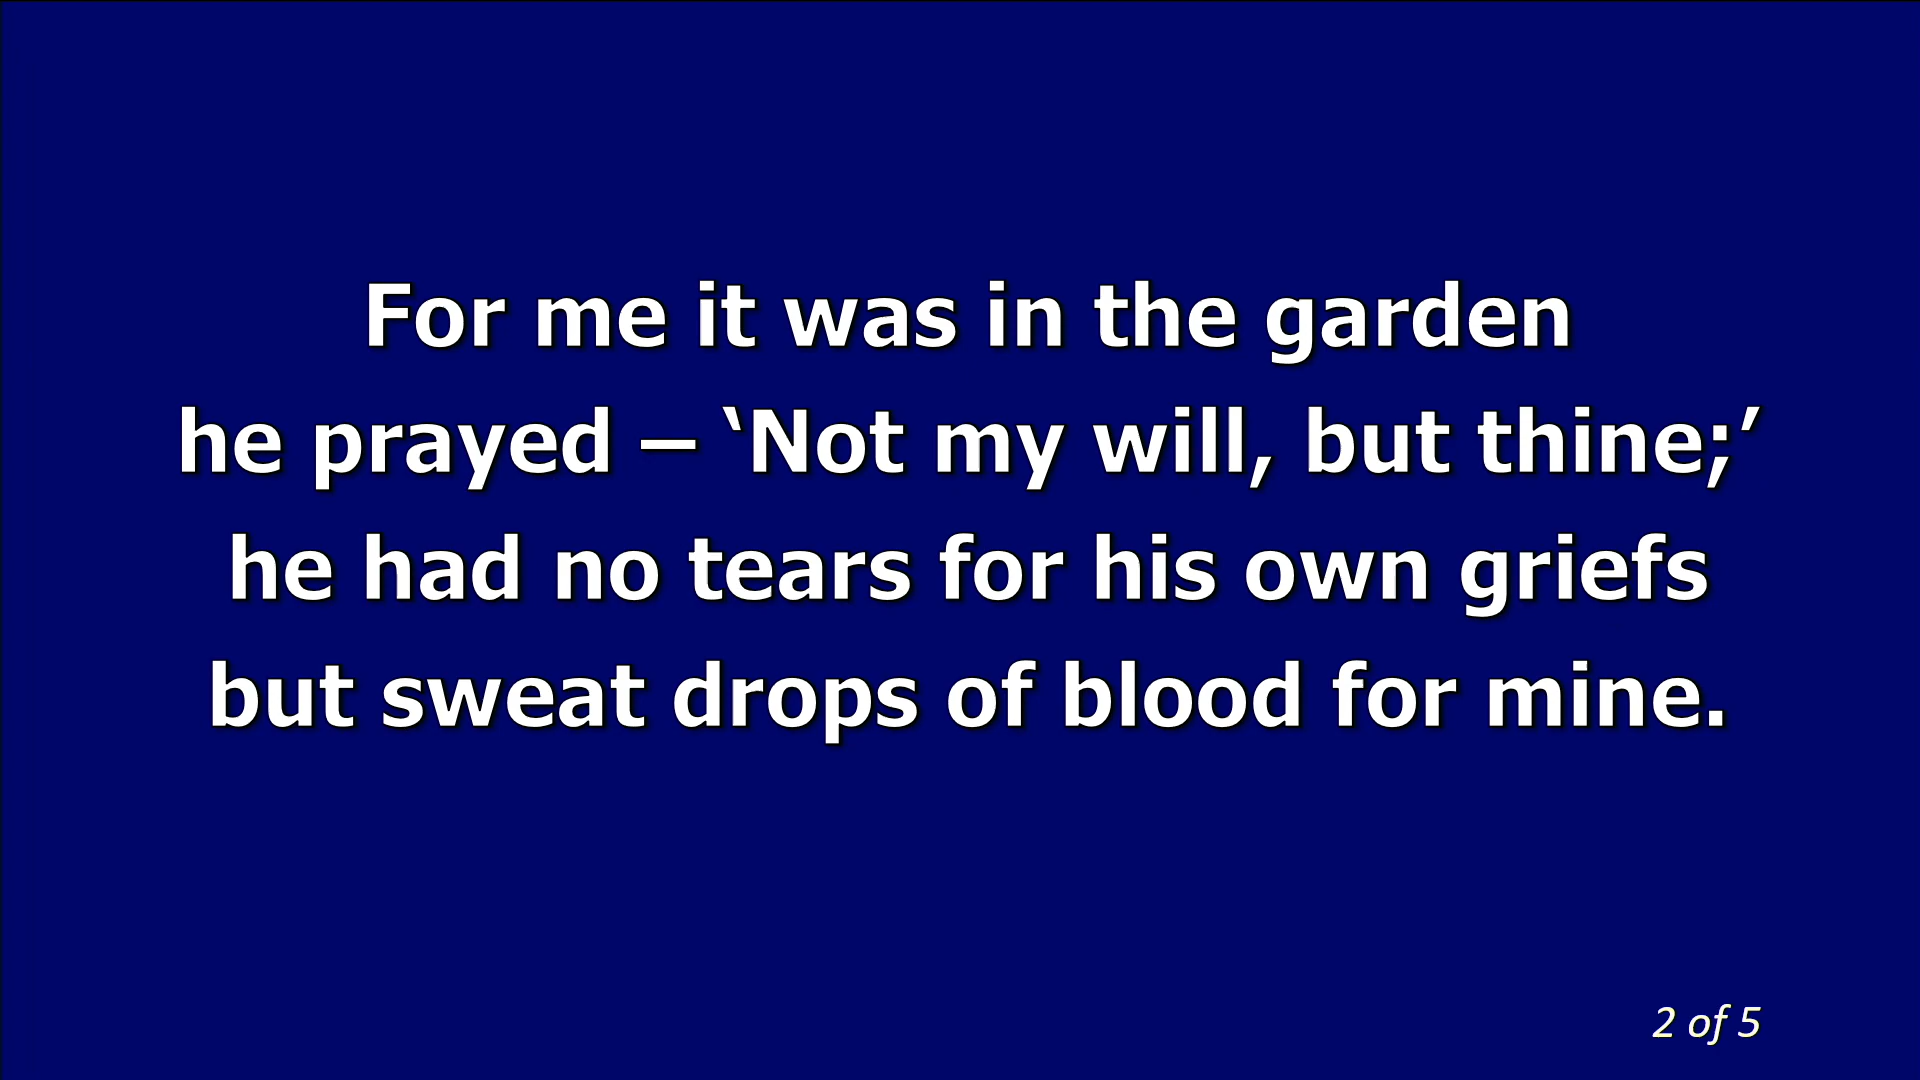 For me it was in the garden
he prayed – ‘Not my will, but thine;’
he had no tears for his own griefs
but sweat drops of blood for mine.
2 of 5